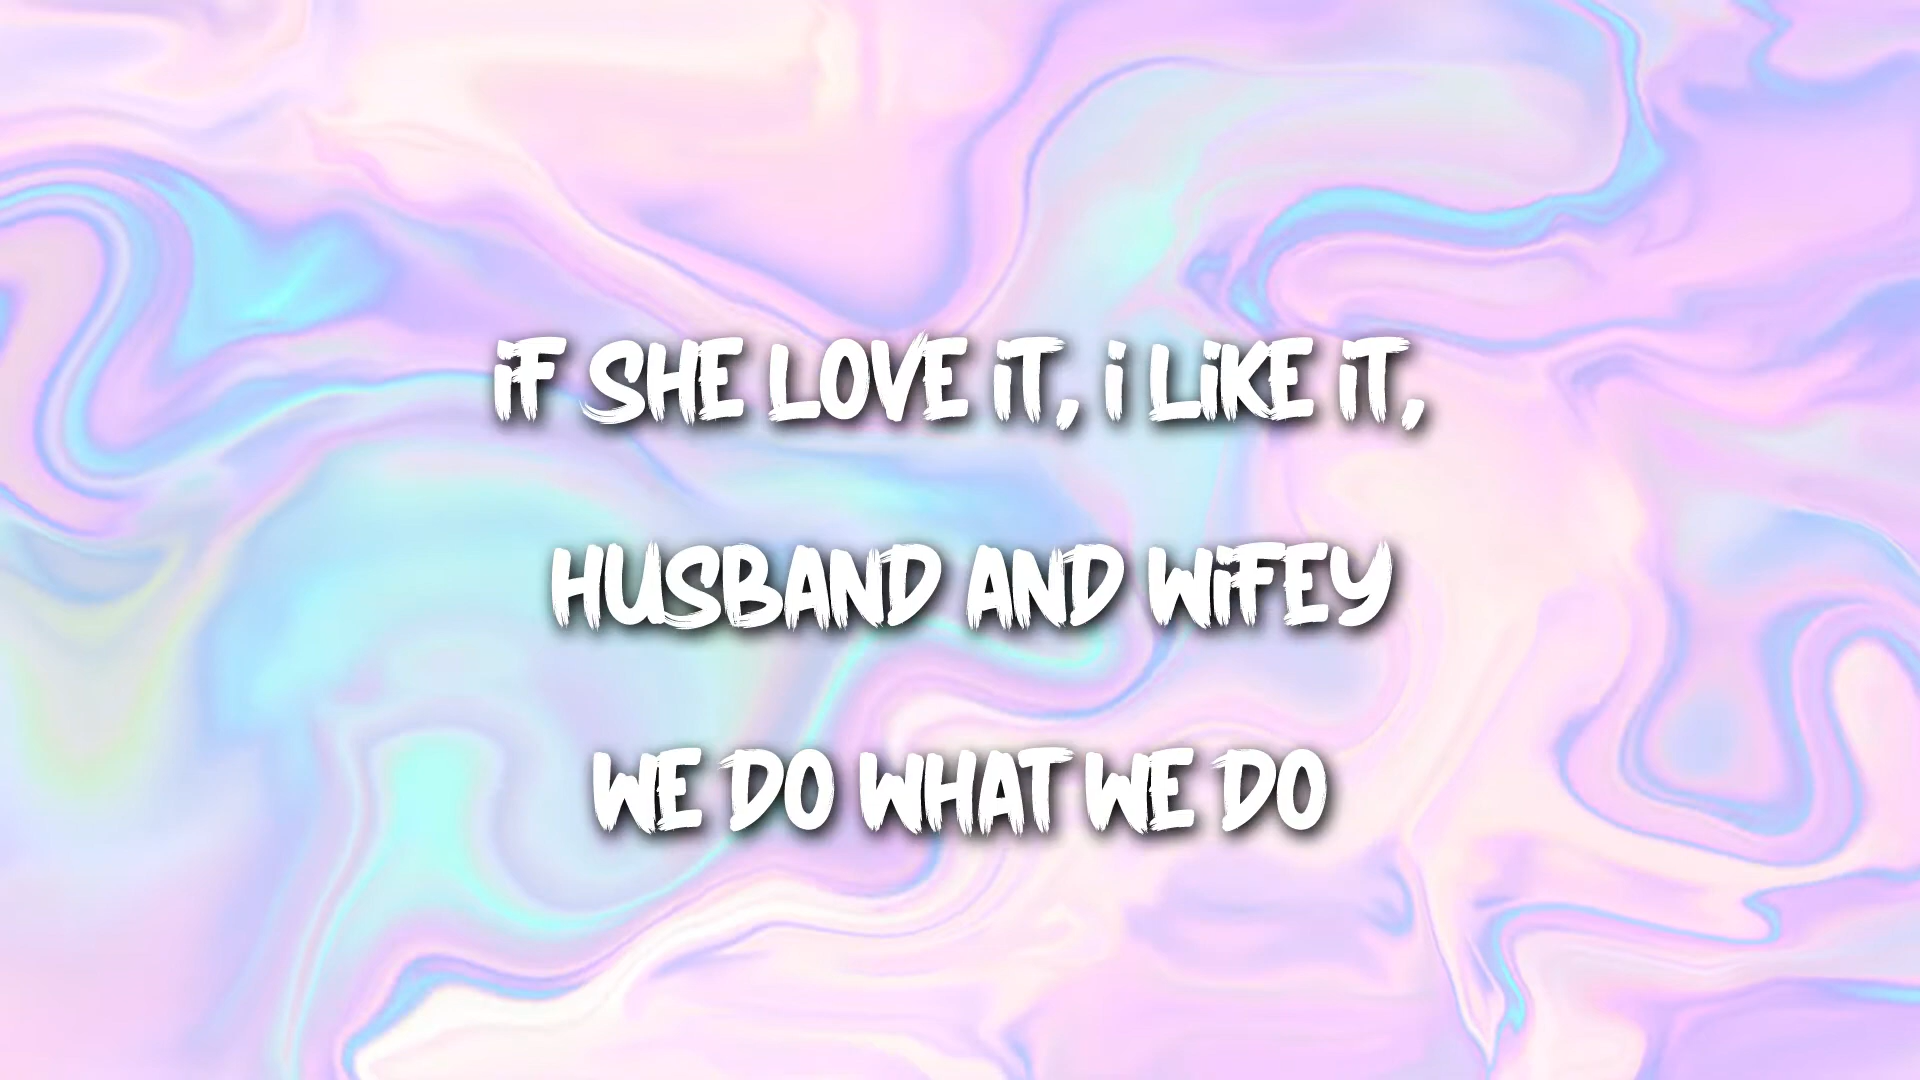 iF SHE LOVE iT, i LiKE iT,
HUSBAND AND WiFEY
WE DO WHAT WE DO